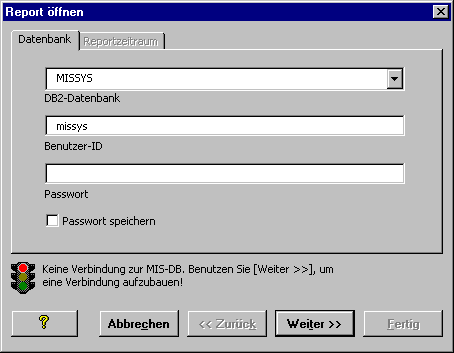 Report öffnen
Datenbank
Reportzeitraum
MISSYS
DB2-Datenbank
missys
Benutzer-ID
Passwort
Passwort speichern
Keine Verbindung zur MIS-DB. Benutzen Sie [Weiter >>], um
eine Verbindung aufzubauen!
?
Abbrechen
<< Zurück
Weiter >>
Fertig